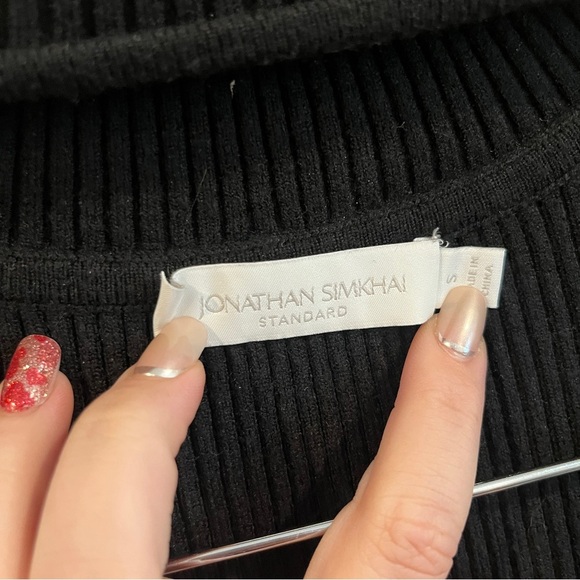 JONATHAN SIMKHAI
STANDARD
S
MADE IN
CHINA